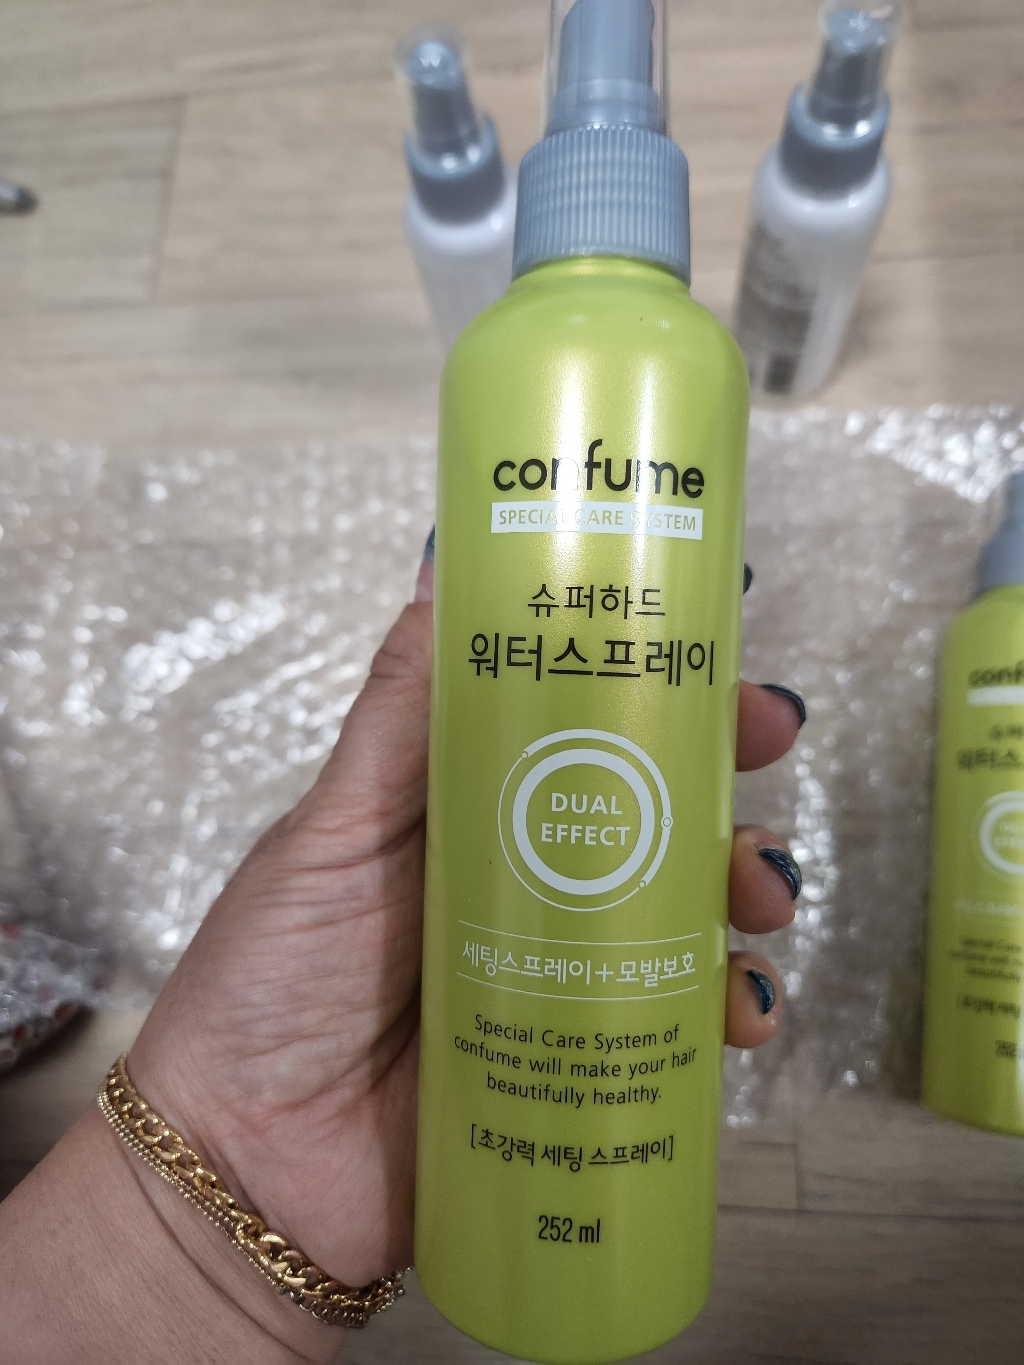 confume
SPECIAL CARE SYSTEM
슈퍼하드
워터스프레이
DUAL
EFFECT
세팅스프레이+모발보호
Special Care System of
confume will make your hair
beautifully healthy.
[초강력 세팅 스프레이]
252 ml